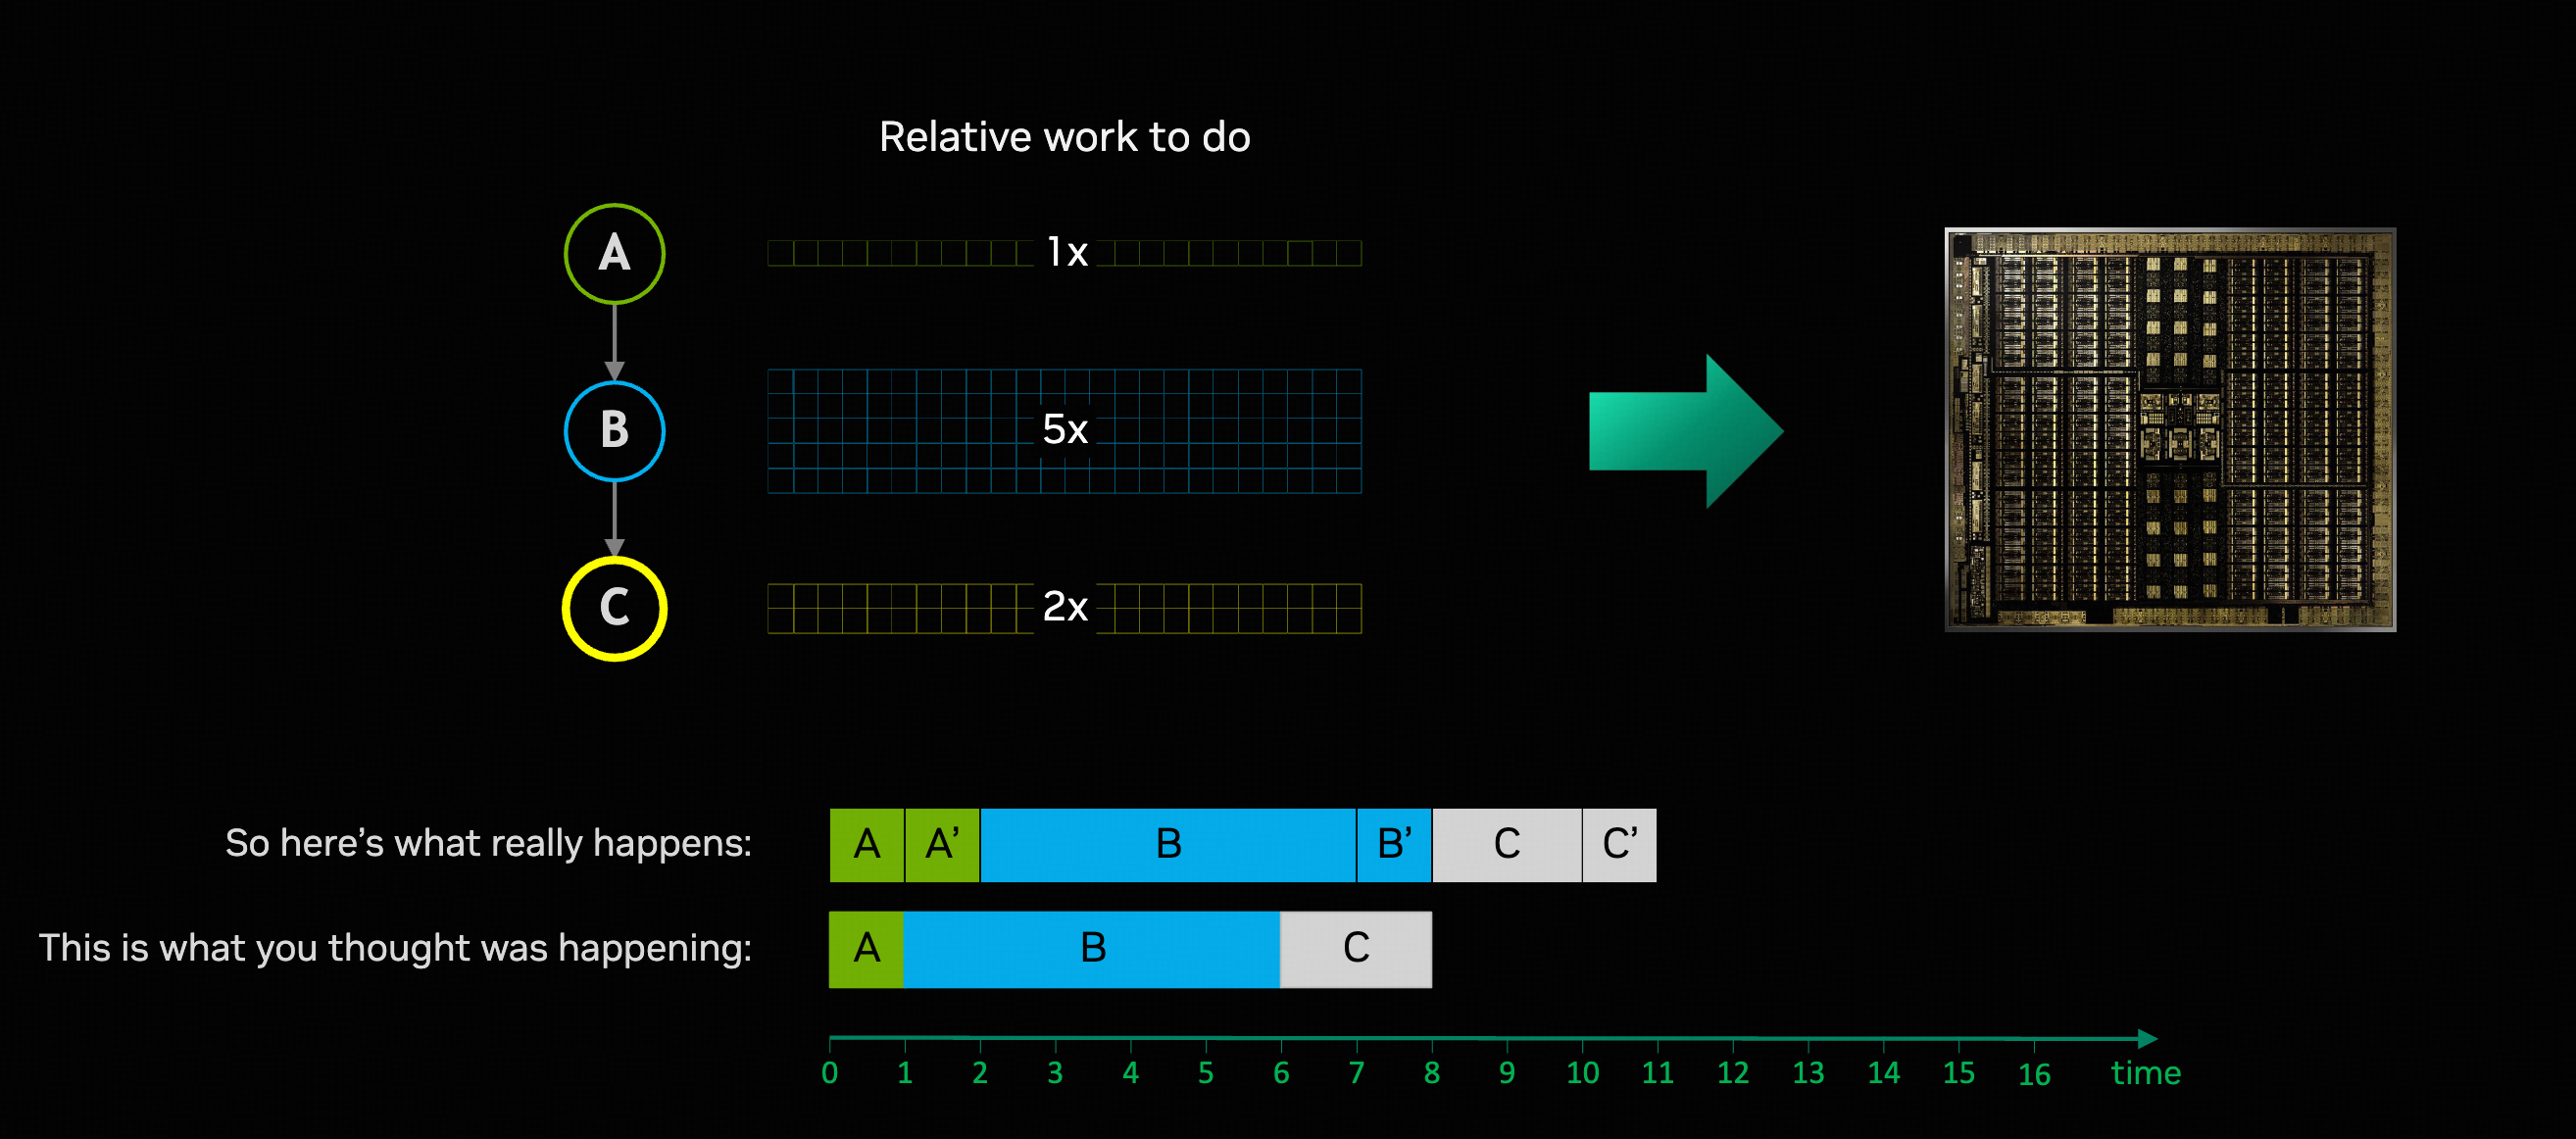 Relative work to do
A
1x
B
5x
C
2x
So here’s what really happens:
A
A’
B
B’
C
C’
This is what you thought was happening:
A
B
C
0 1 2 3 4 5 6 7 8 9 10 11 12 13 14 15 16 time